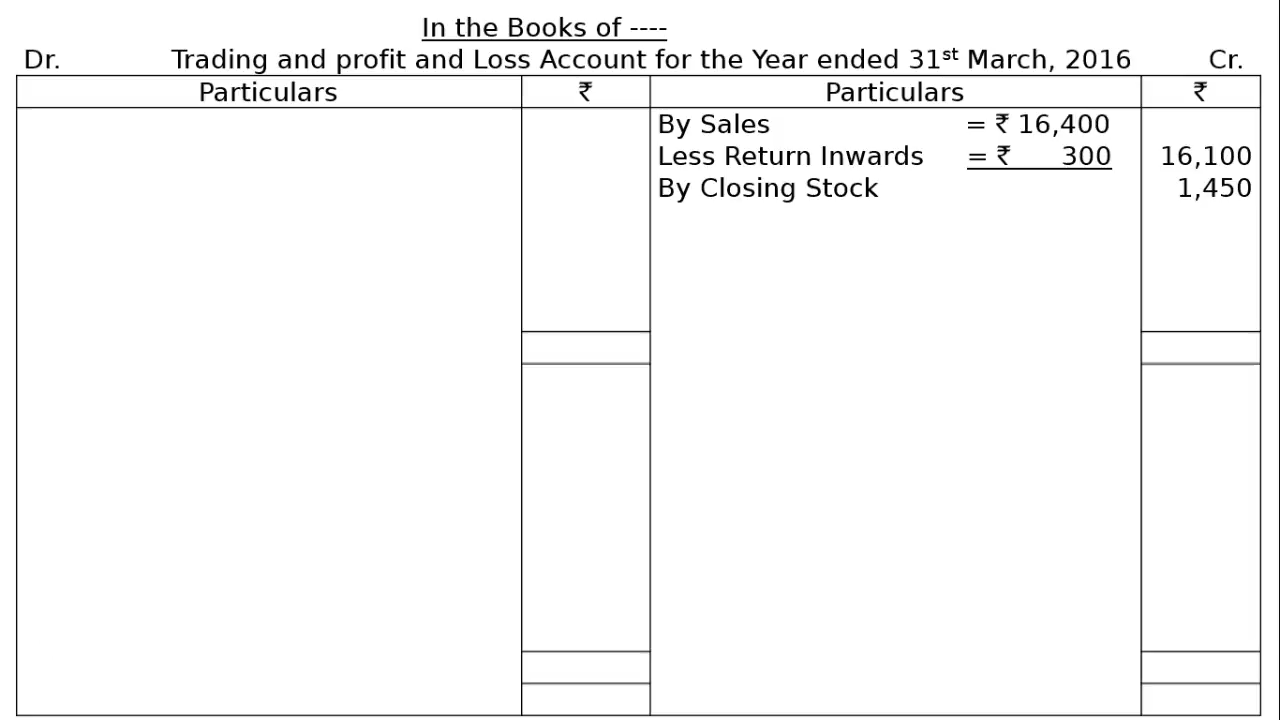 In the Books of ----
Dr. Trading and profit and Loss Account for the Year ended 31st March, 2016 Cr.
Particulars ₹ Particulars ₹
By Sales = ₹ 16,400
Less Return Inwards = ₹ 300 16,100
By Closing Stock 1,450